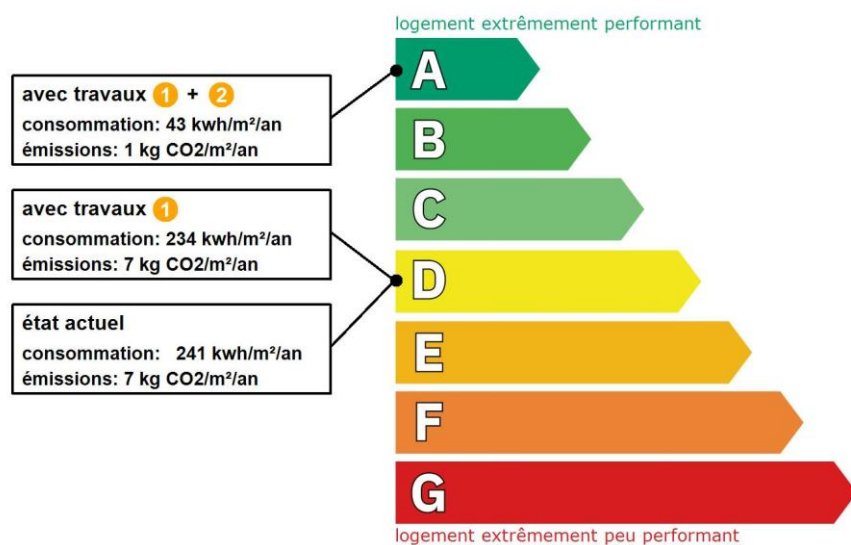 logement extrêmement performant
avec travaux 1 + 2
consommation: 43 kwh/m²/an
émissions: 1 kg CO2/m²/an
avec travaux 1
consommation: 234 kwh/m²/an
émissions: 7 kg CO2/m²/an
état actuel
consommation: 241 kwh/m²/an
émissions: 7 kg CO2/m²/an
A
B
C
D
E
F
G
logement extrêmement peu performant